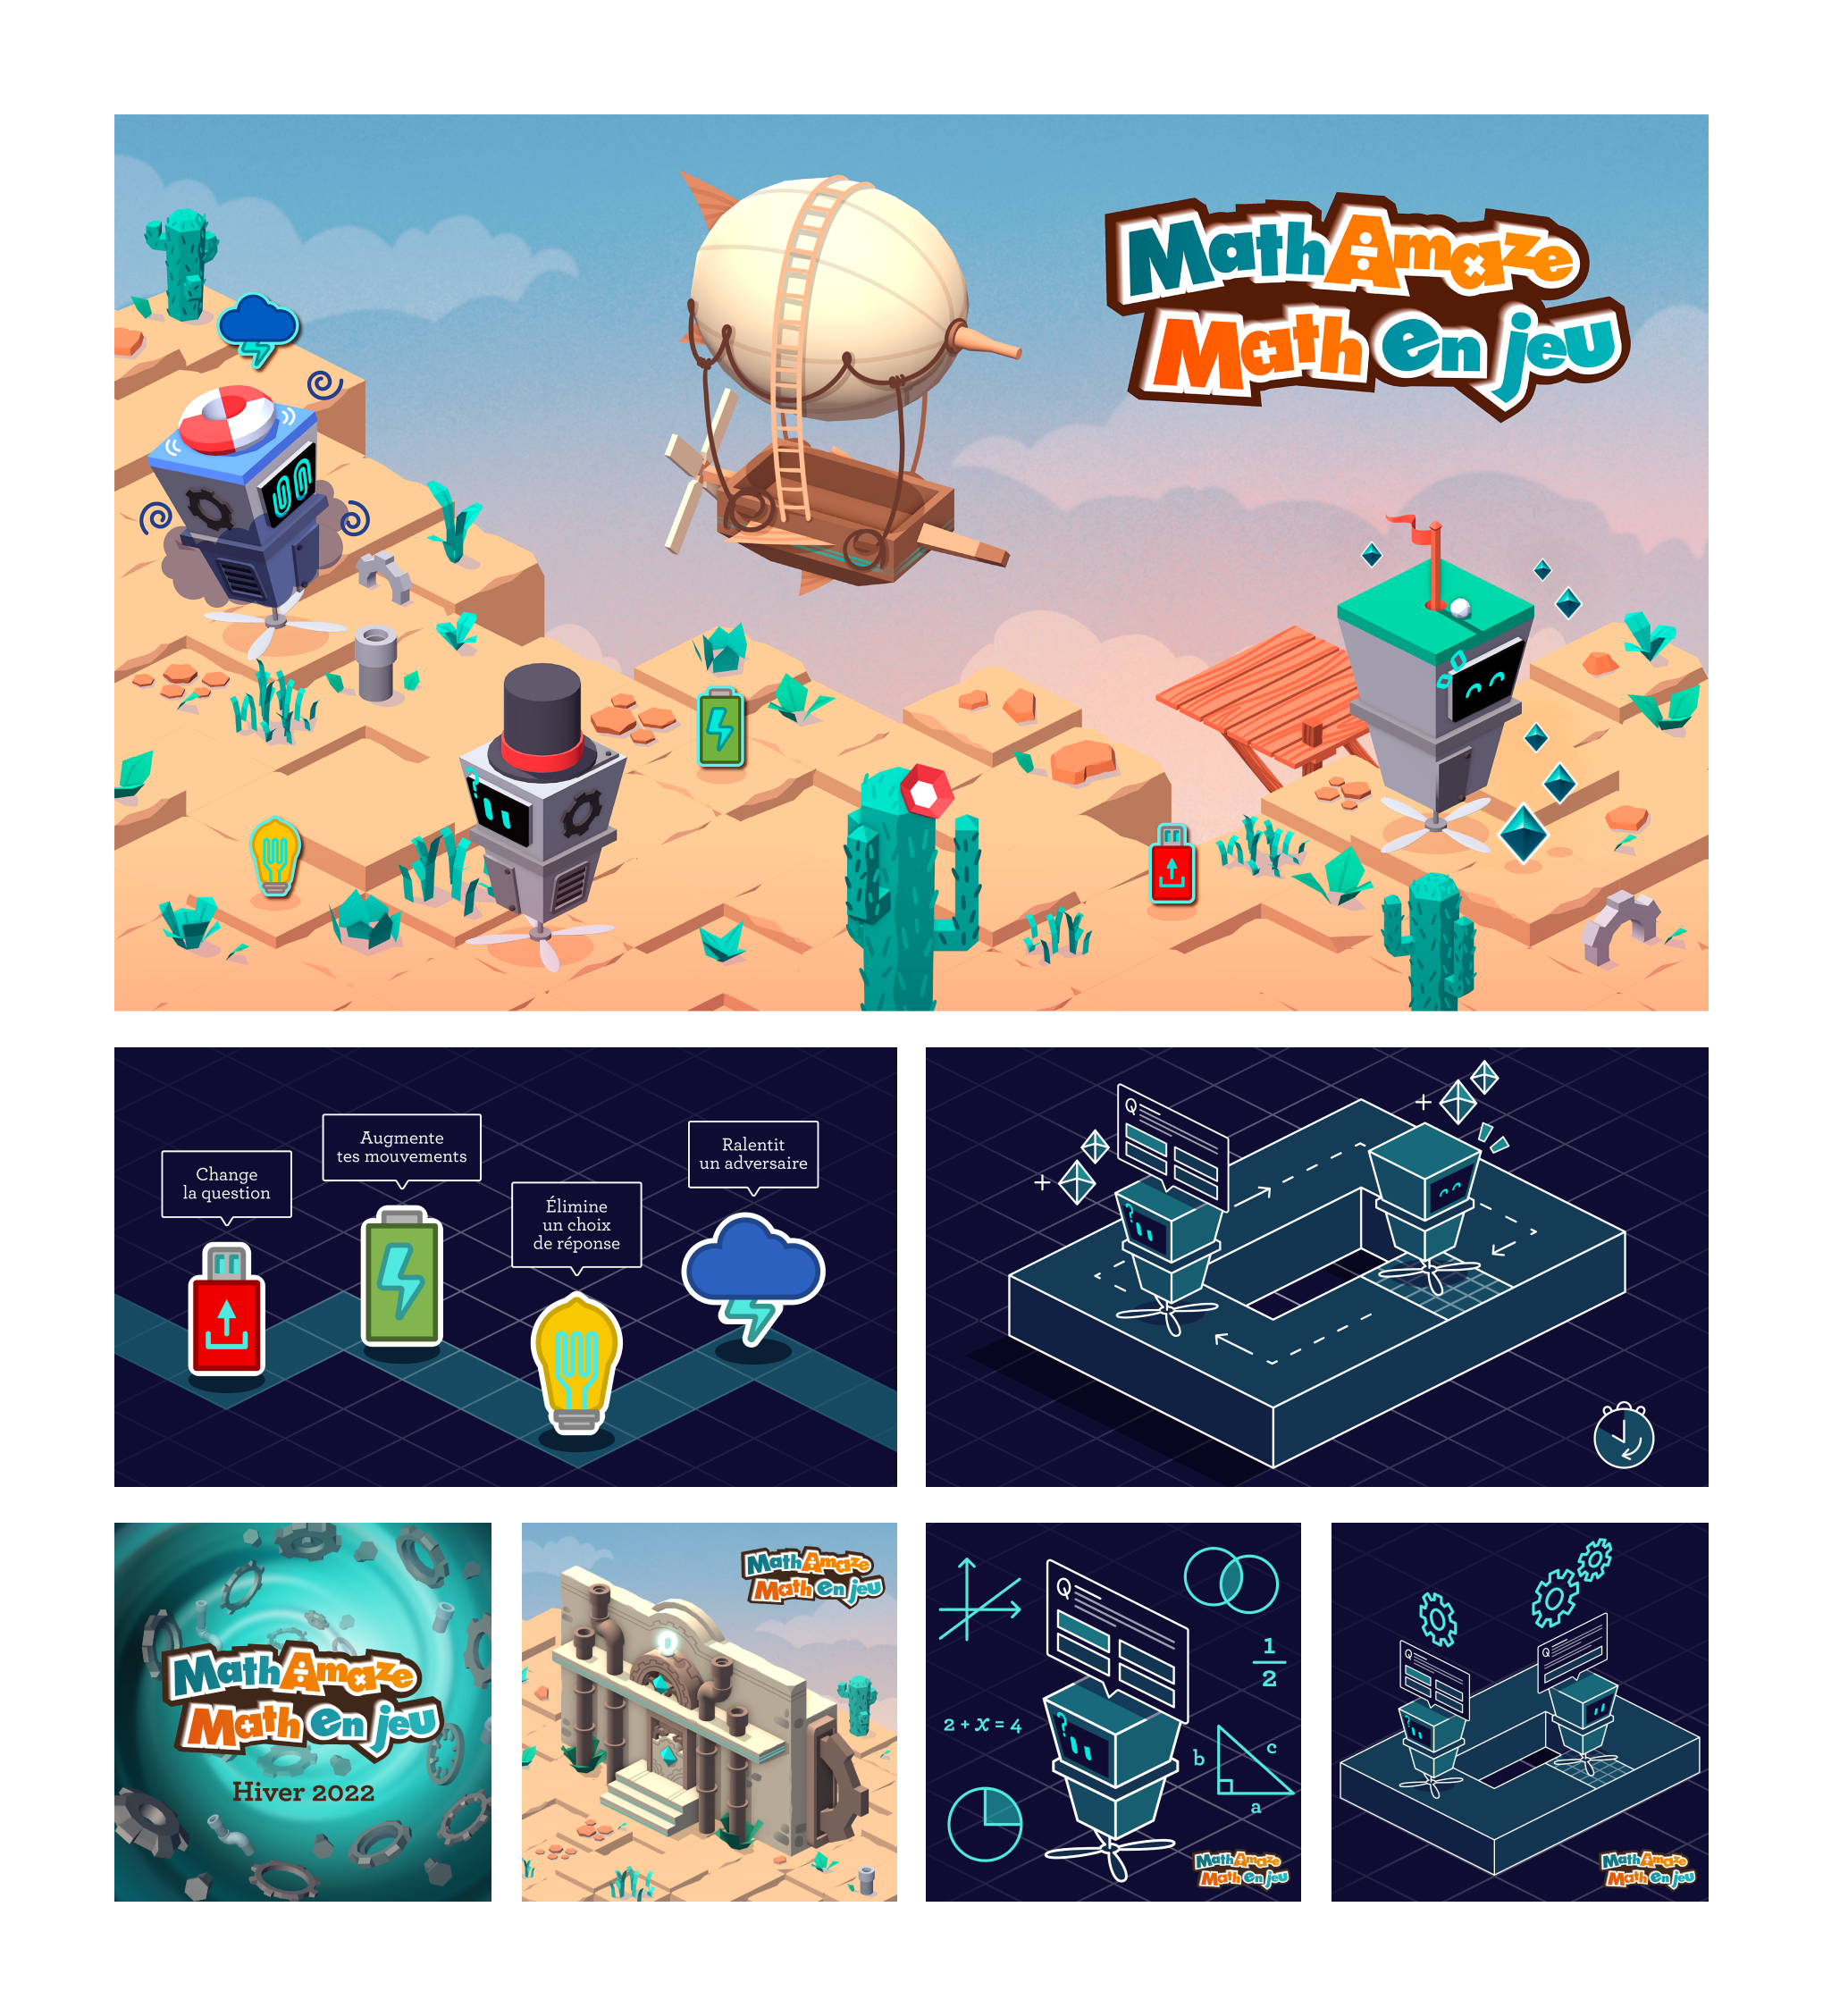 MathAmaze
Math en jeu
Change
la question
Augmente
tes mouvements
Élimine
un choix
de réponse
Ralentit
un adversaire
Q
MathAmaze
Math en jeu
Hiver 2022
MathAmaze
Math en jeu
Q
1
2
2 + x = 4
b
c
a
MathAmaze
Math en jeu
Q
Q
MathAmaze
Math en jeu